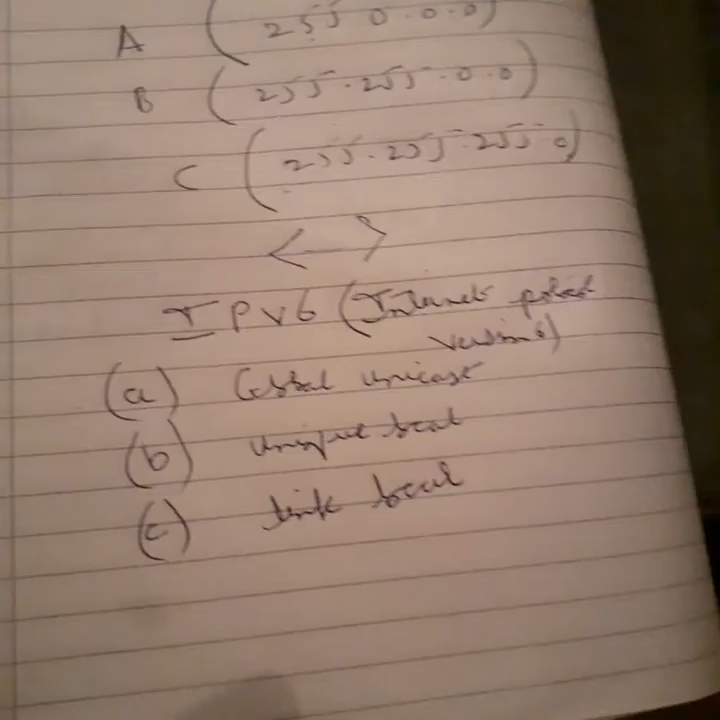 A (255 0.0.0)
B (255.255.0.0)
C (255.255.255.0)
IPV6 (Internet protocol
version 6)
(a) Global unicast
(b) unique local
(c) link local